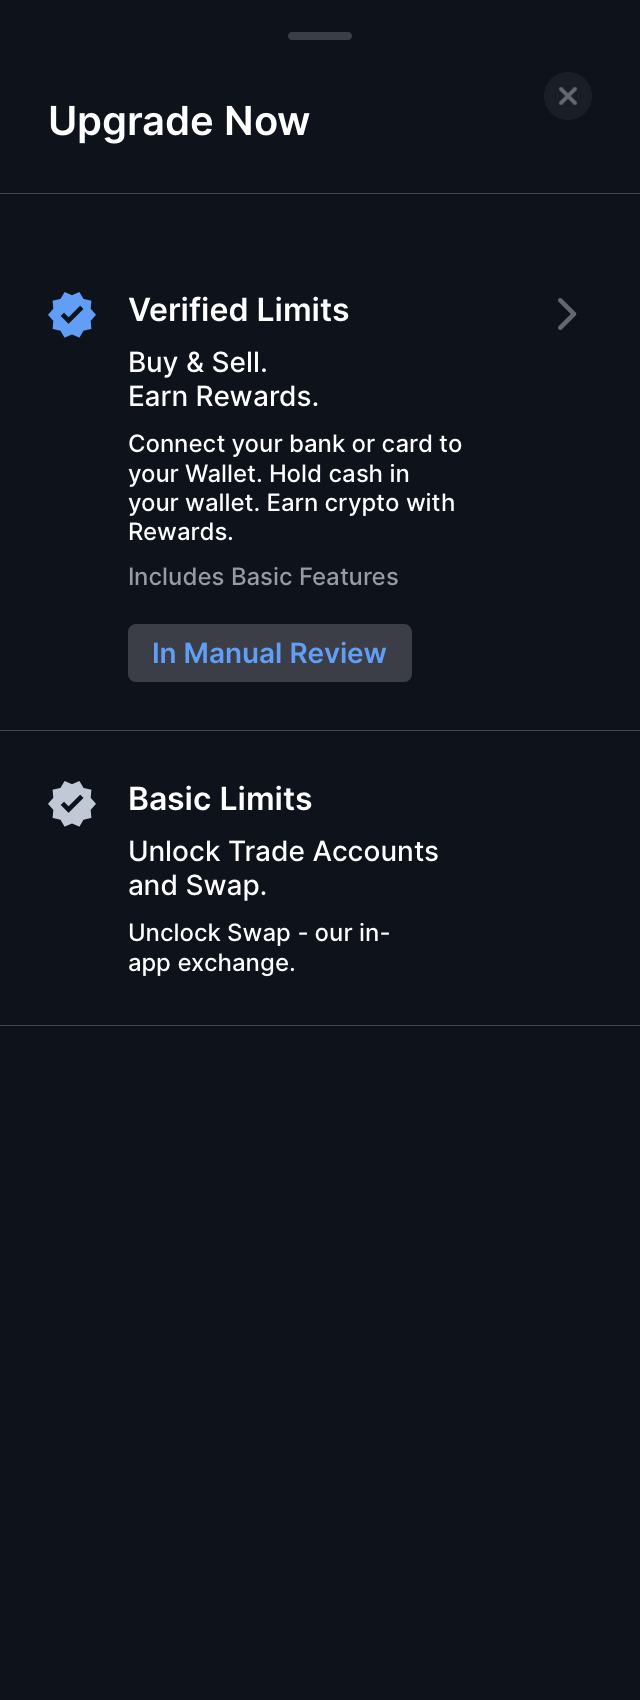 Upgrade Now
Verified Limits
Buy & Sell.
Earn Rewards.
Connect your bank or card to
your Wallet. Hold cash in
your wallet. Earn crypto with
Rewards.
Includes Basic Features
In Manual Review
Basic Limits
Unlock Trade Accounts
and Swap.
Unclock Swap - our in-
app exchange.